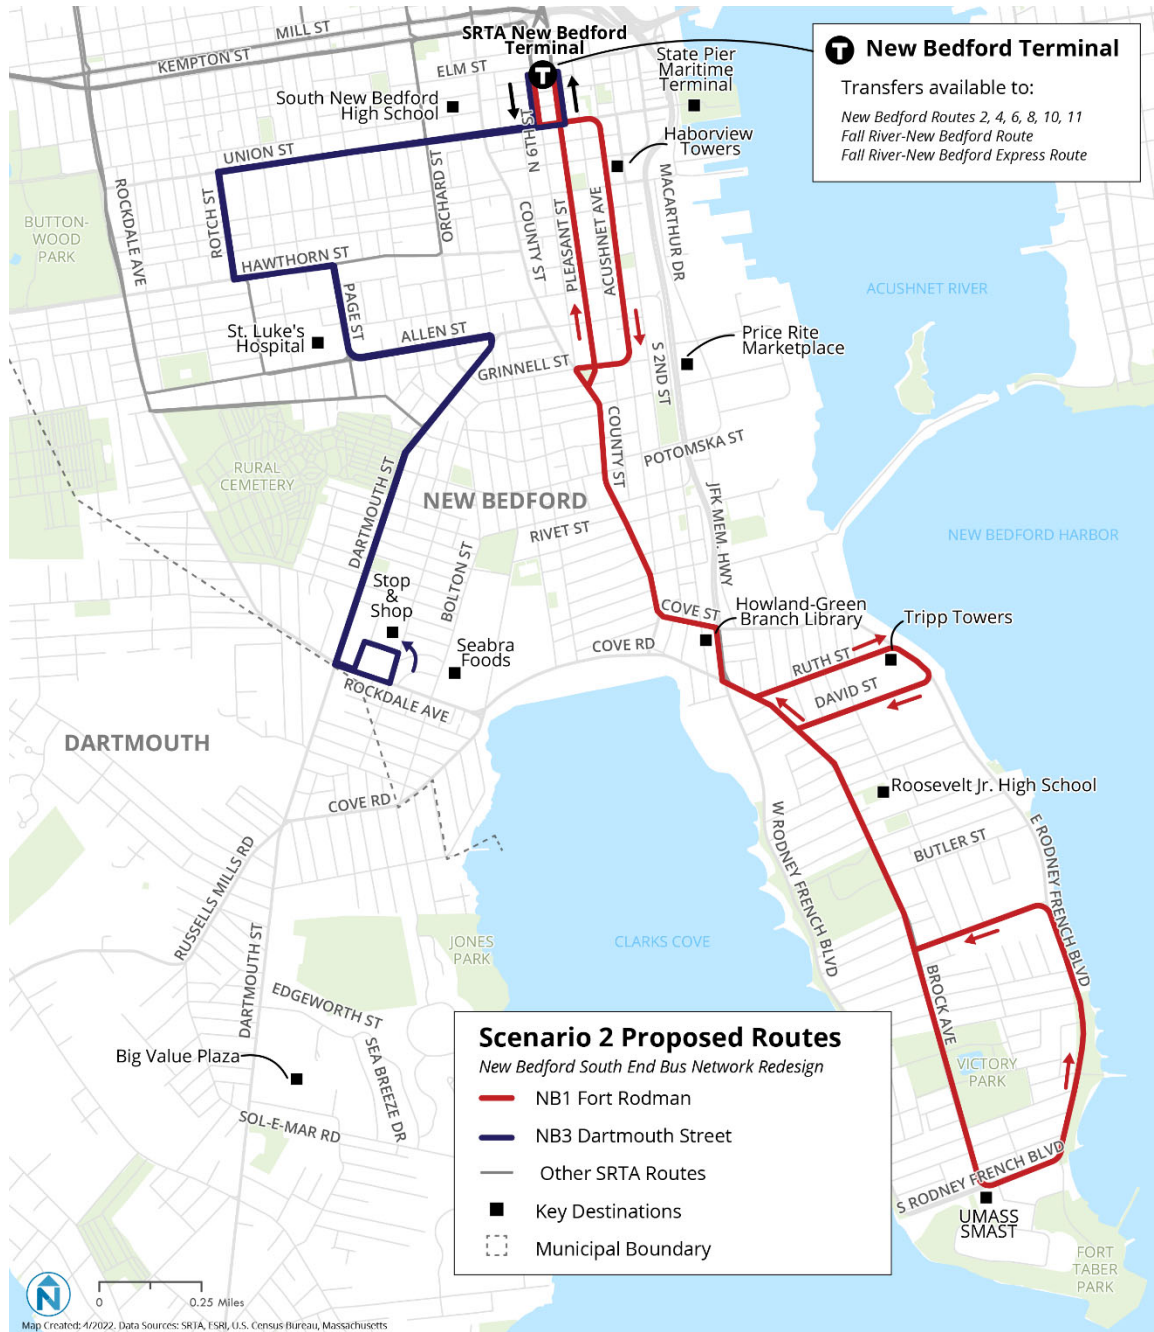 MILL ST
KEMPTON ST
SRTA New Bedford
Terminal
T
ELM ST
State Pier
Maritime
Terminal
T New Bedford Terminal
Transfers available to:
New Bedford Routes 2, 4, 6, 8, 10, 11
Fall River-New Bedford Route
Fall River-New Bedford Express Route
South New Bedford
High School
Haborview
Towers
UNION ST
N 6TH ST
ROCKDALE AVE
ROTCH ST
ORCHARD ST
COUNTY ST
PLEASANT ST
ACUSHNET AVE
MACARTHUR DR
BUTTON-
WOOD
PARK
HAWTHORN ST
PAGE ST
ACUSHNET RIVER
St. Luke's
Hospital
ALLEN ST
GRINNELL ST
S 2ND ST
Price Rite
Marketplace
COUNTY ST
POTOMSKA ST
RURAL
CEMETERY
NEW BEDFORD
DARTMOUTH ST
RIVET ST
JFK MEM. HWY
NEW BEDFORD HARBOR
BOLTON ST
Stop
&
Shop
COVE ST
Howland-Green
Branch Library
Tripp Towers
Seabra
Foods
COVE RD
RUTH ST
DAVID ST
ROCKDALE AVE
DARTMOUTH
Roosevelt Jr. High School
COVE RD
W RODNEY FRENCH BLVD
BUTLER ST
E RODNEY FRENCH BLVD
RUSSELLS MILLS RD
JONES
PARK
CLARKS COVE
DARTMOUTH ST
EDGEWORTH ST
SEA BREEZE DR
BROCK AVE
Big Value Plaza
SOL-E-MAR RD
VICTORY
PARK
S RODNEY FRENCH BLVD
UMASS
SMAST
FORT
TABER
PARK
Scenario 2 Proposed Routes
New Bedford South End Bus Network Redesign
NB1 Fort Rodman
NB3 Dartmouth Street
Other SRTA Routes
Key Destinations
Municipal Boundary
N
0 0.25 Miles
Map Created: 4/2022. Data Sources: SRTA, ESRI, U.S. Census Bureau, Massachusetts